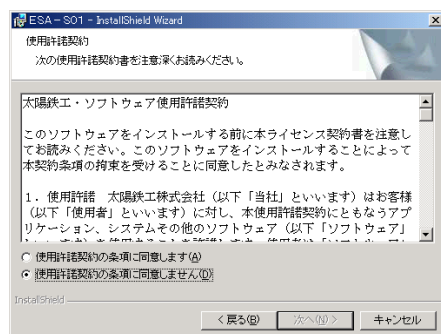 ESA-S01 - InstallShield Wizard
使用許諾契約
次の使用許諾契約書を注意深くお読みください。
太陽鉄工・ソフトウェア使用許諾契約
このソフトウェアをインストールする前に本ライセンス契約書を注意し
てお読みください。このソフトウェアをインストールすることによって
本契約条項の拘束を受けることに同意したとみなされます。
1. 使用許諾 太陽鉄工株式会社(以下「当社」といいます)はお客様
(以下「使用者」といいます)に対し、本使用許諾契約にともなうアプ
リケーション、システムその他のソフトウェア(以下「ソフトウェア」
使用許諾契約の条項に同意します(A)
使用許諾契約の条項に同意しません(D)
InstallShield
< 戻る(B)
次へ(N) >
キャンセル